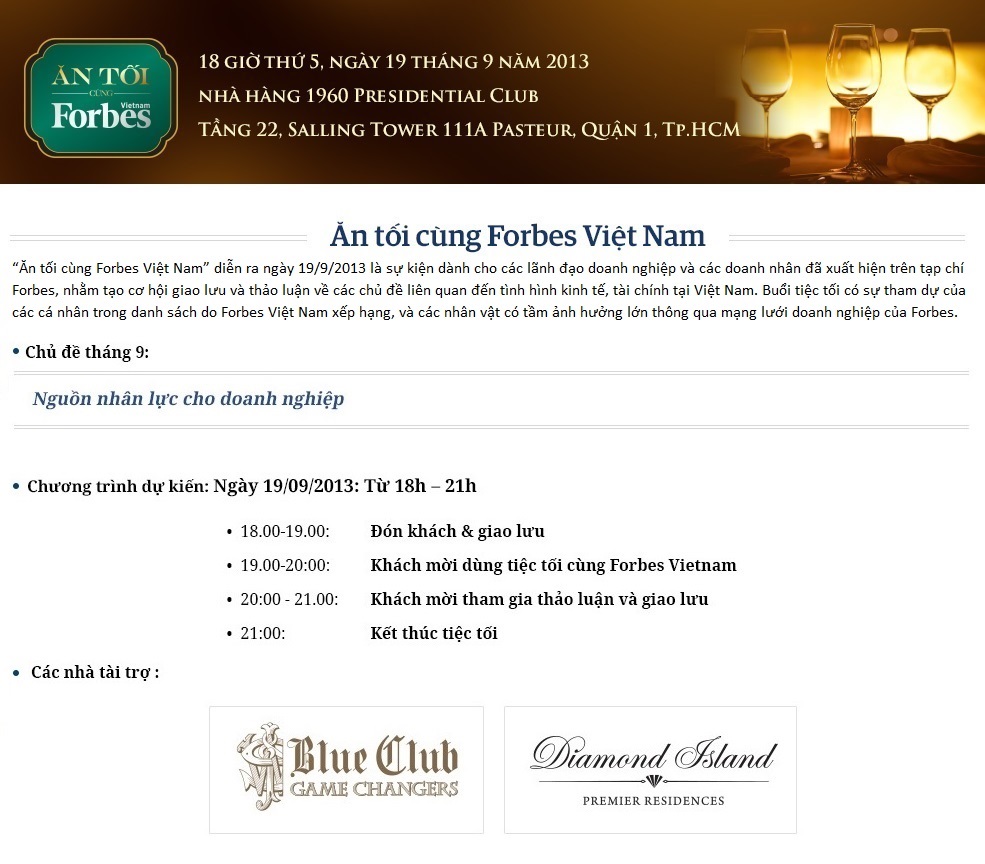 ĂN TỐI
CÙNG
Forbes Vietnam
18 GIỜ THỨ 5, NGÀY 19 THÁNG 9 NĂM 2013
NHÀ HÀNG 1960 PRESIDENTIAL CLUB
TẦNG 22, SALLING TOWER 111A PASTEUR, QUẬN 1, TP.HCM
Ăn tối cùng Forbes Việt Nam
“Ăn tối cùng Forbes Việt Nam” diễn ra ngày 19/9/2013 là sự kiện dành cho các lãnh đạo doanh nghiệp và các doanh nhân đã xuất hiện trên tạp chí
Forbes, nhằm tạo cơ hội giao lưu và thảo luận về các chủ đề liên quan đến tình hình kinh tế, tài chính tại Việt Nam. Buổi tiệc tối có sự tham dự của
các cá nhân trong danh sách do Forbes Việt Nam xếp hạng, và các nhân vật có tầm ảnh hưởng lớn thông qua mạng lưới doanh nghiệp của Forbes.
• Chủ đề tháng 9:
Nguồn nhân lực cho doanh nghiệp
• Chương trình dự kiến: Ngày 19/09/2013: Từ 18h – 21h
• 18.00-19.00: Đón khách & giao lưu
• 19.00-20:00: Khách mời dùng tiệc tối cùng Forbes Vietnam
• 20:00 - 21.00: Khách mời tham gia thảo luận và giao lưu
• 21:00: Kết thúc tiệc tối
• Các nhà tài trợ :
Blue Club
GAME CHANGERS
Diamond Island
PREMIER RESIDENCES